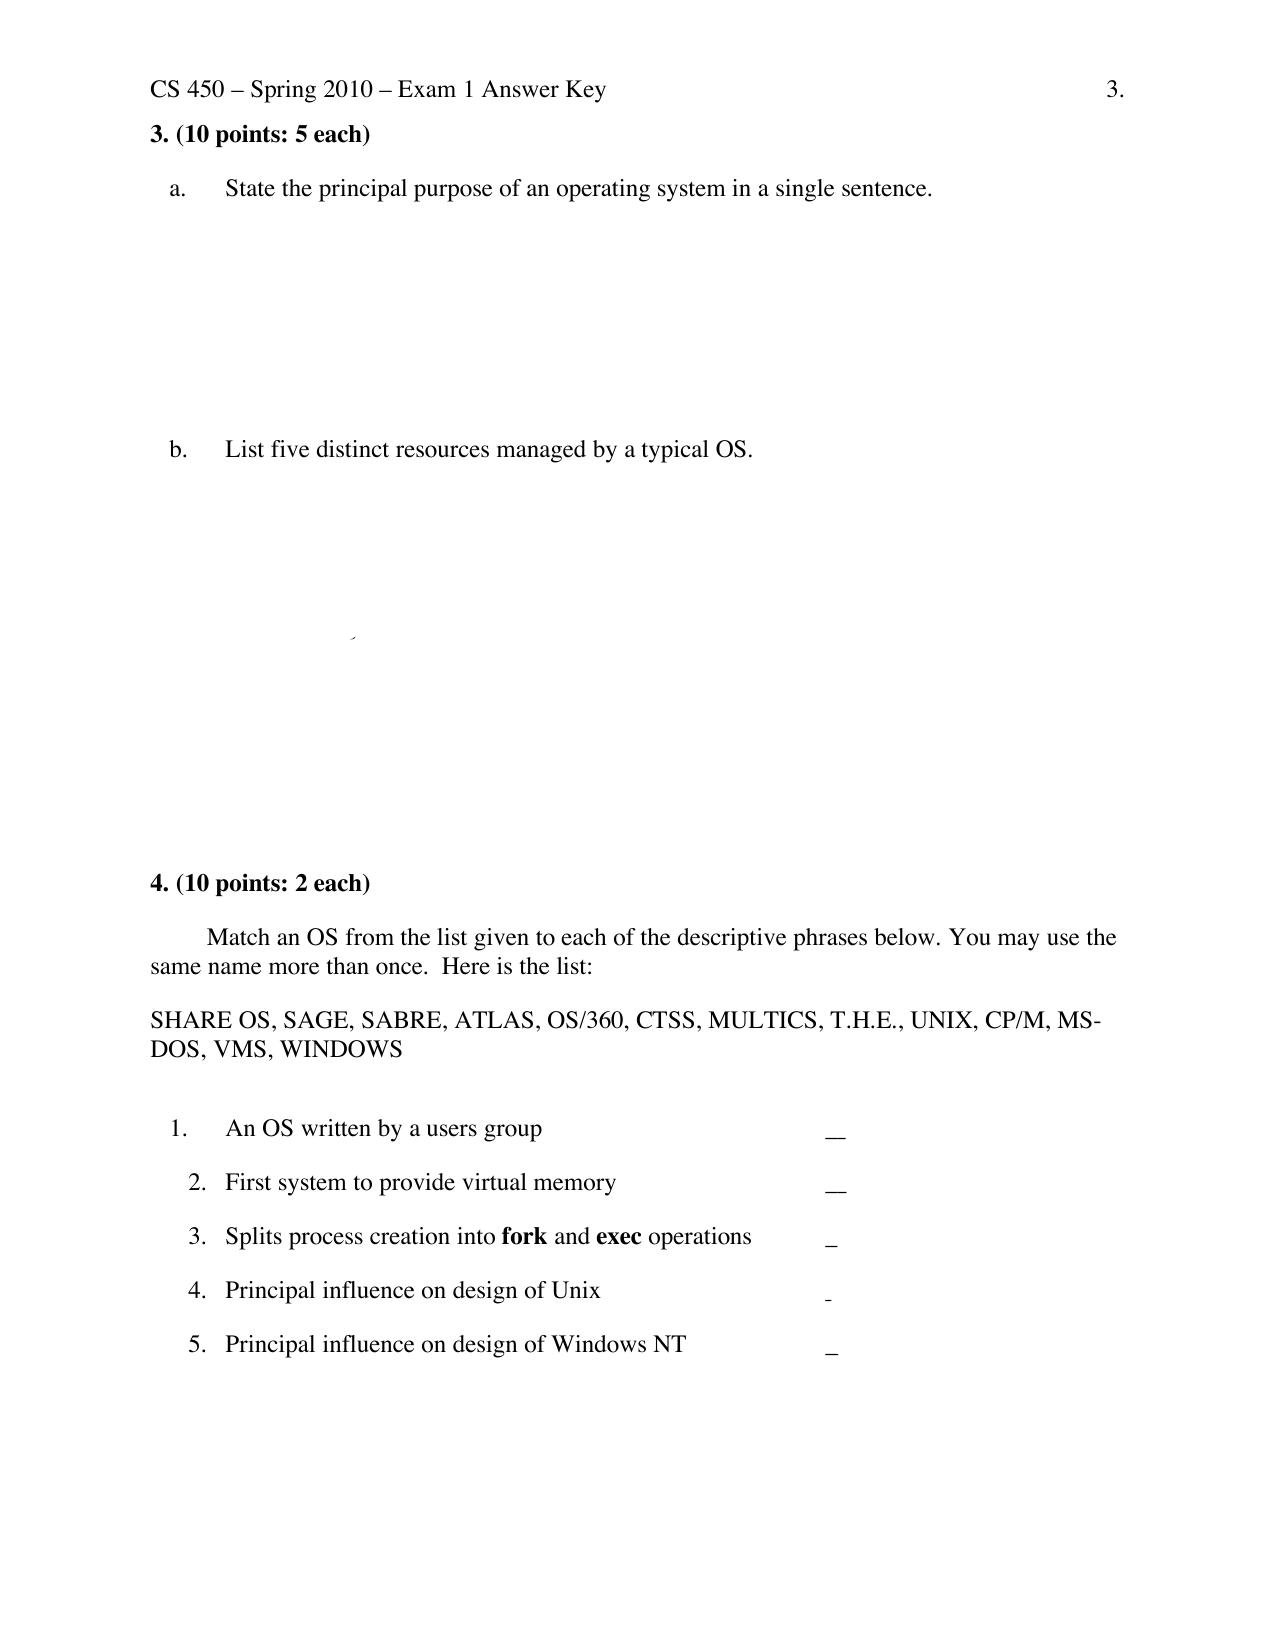 CS 450 – Spring 2010 – Exam 1 Answer Key 3.
3. (10 points: 5 each)
a. State the principal purpose of an operating system in a single sentence.
b. List five distinct resources managed by a typical OS.
4. (10 points: 2 each)
Match an OS from the list given to each of the descriptive phrases below. You may use the
same name more than once. Here is the list:
SHARE OS, SAGE, SABRE, ATLAS, OS/360, CTSS, MULTICS, T.H.E., UNIX, CP/M, MS-
DOS, VMS, WINDOWS
1. An OS written by a users group __
2. First system to provide virtual memory __
3. Splits process creation into fork and exec operations _
4. Principal influence on design of Unix _
5. Principal influence on design of Windows NT _